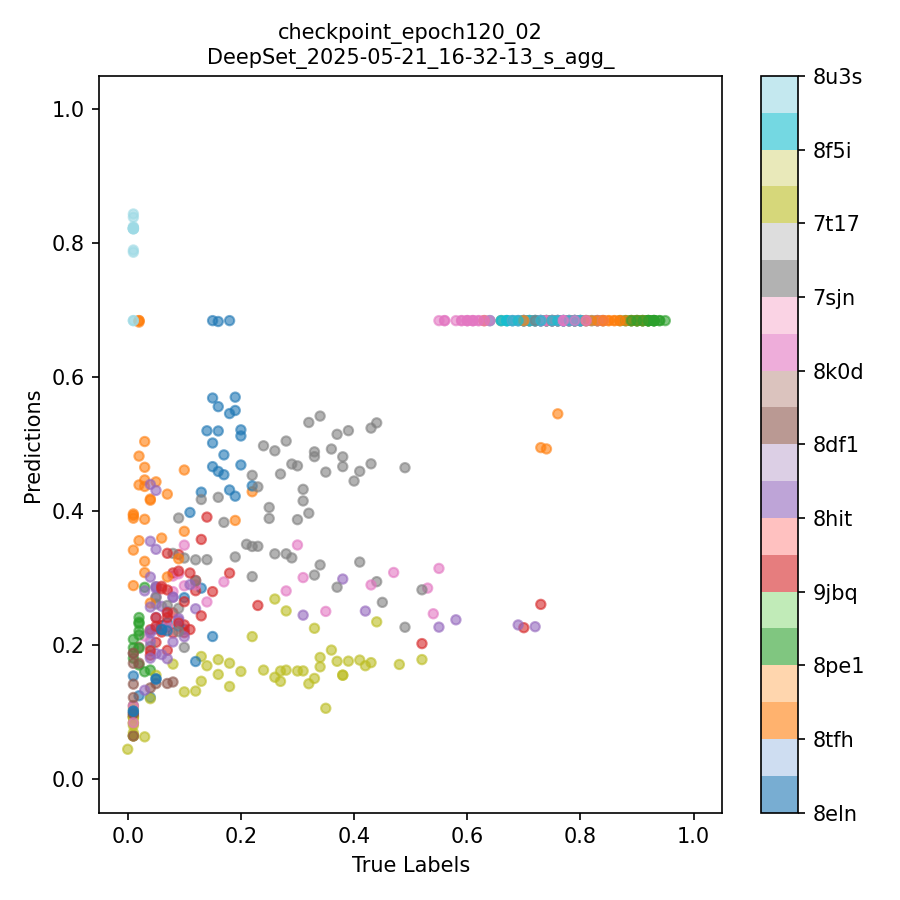 checkpoint_epoch120_02
DeepSet_2025-05-21_16-32-13_s_agg_
1.0
0.8
0.6
0.4
0.2
0.0
Predictions
0.0 0.2 0.4 0.6 0.8 1.0
True Labels
8u3s
8f5i
7t17
7sjn
8k0d
8df1
8hit
9jbq
8pe1
8tfh
8eln